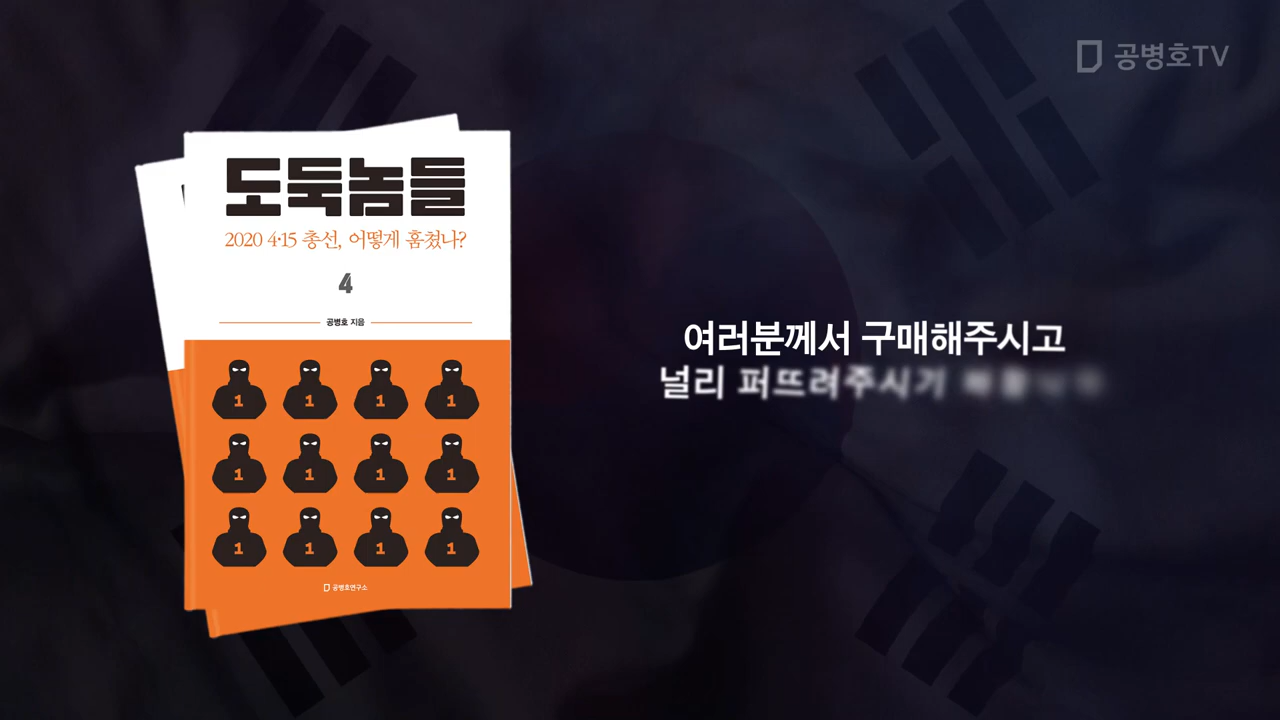 공병호TV
도둑놈들
2020 4·15 총선, 어떻게 훔쳤나?
4
공병호 지음
1 1 1 1
1 1 1 1
1 1 1 1
공병호연구소
여러분께서 구매해주시고
널리 퍼뜨려주시기